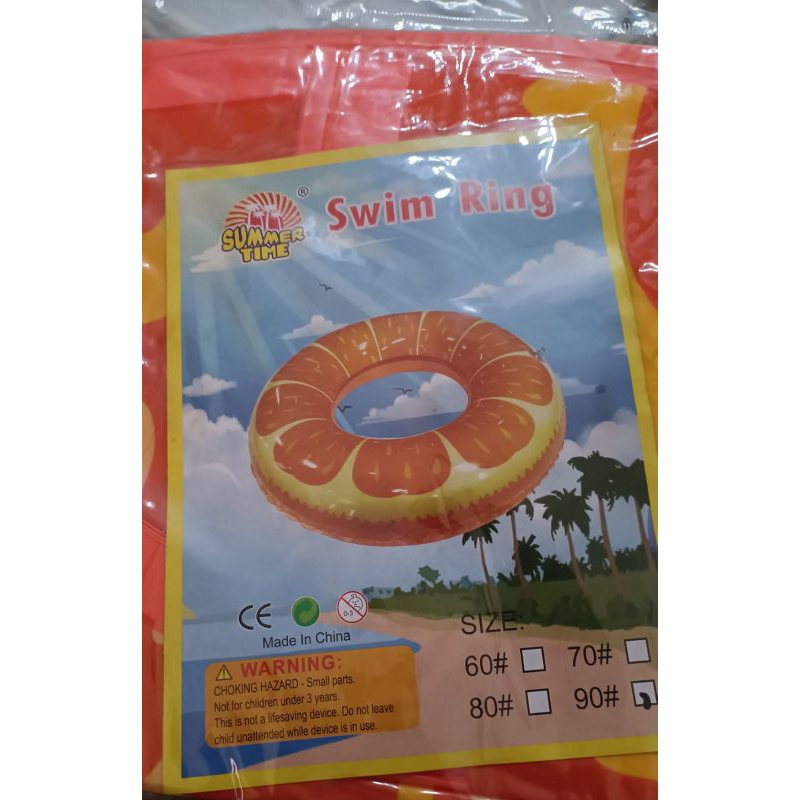 SUMMER
TIME
®
Swim Ring
CE
0-3
Made In China
WARNING:
CHOKING HAZARD - Small parts.
Not for children under 3 years.
This is not a lifesaving device. Do not leave
child unattended while device is in use.
SIZE:
60# 70#
80# 90#